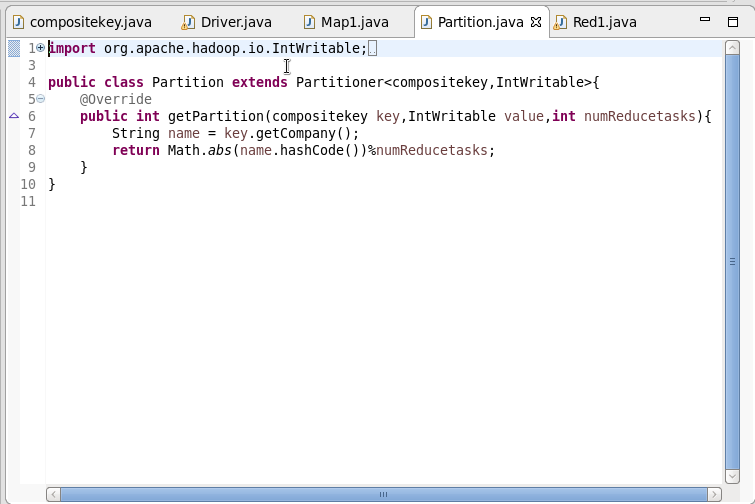 compositekey.java Driver.java Map1.java Partition.java Red1.java
1 import org.apache.hadoop.io.IntWritable;
3
4 public class Partition extends Partitioner<compositekey,IntWritable>{
5 @Override
6 public int getPartition(compositekey key,IntWritable value,int numReducetasks){
7 String name = key.getCompany();
8 return Math.abs(name.hashCode())%numReducetasks;
9 }
10 }
11